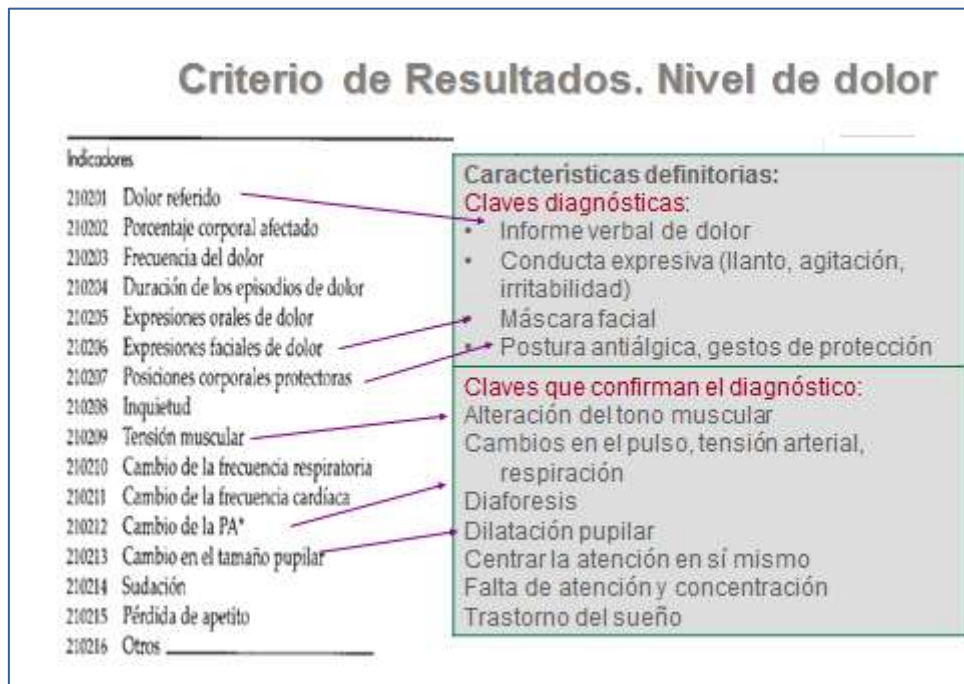 Criterio de Resultados. Nivel de dolor
Indicadores
210201 Dolor referido
210202 Porcentaje corporal afectado
210203 Frecuencia del dolor
210204 Duración de los episodios de dolor
210205 Expresiones orales de dolor
210206 Expresiones faciales de dolor
210207 Posiciones corporales protectoras
210208 Inquietud
210209 Tensión muscular
210210 Cambio de la frecuencia respiratoria
210211 Cambio de la frecuencia cardíaca
210212 Cambio de la PA*
210213 Cambio en el tamaño pupilar
210214 Sudación
210215 Pérdida de apetito
210216 Otros
Características definitorias:
Claves diagnósticas:
• Informe verbal de dolor
• Conducta expresiva (llanto, agitación,
irritabilidad)
Máscara facial
• Postura antiálgica, gestos de protección
Claves que confirman el diagnóstico:
Alteración del tono muscular
Cambios en el pulso, tensión arterial,
respiración
Diaforesis
Dilatación pupilar
Centrar la atención en sí mismo
Falta de atención y concentración
Trastorno del sueño